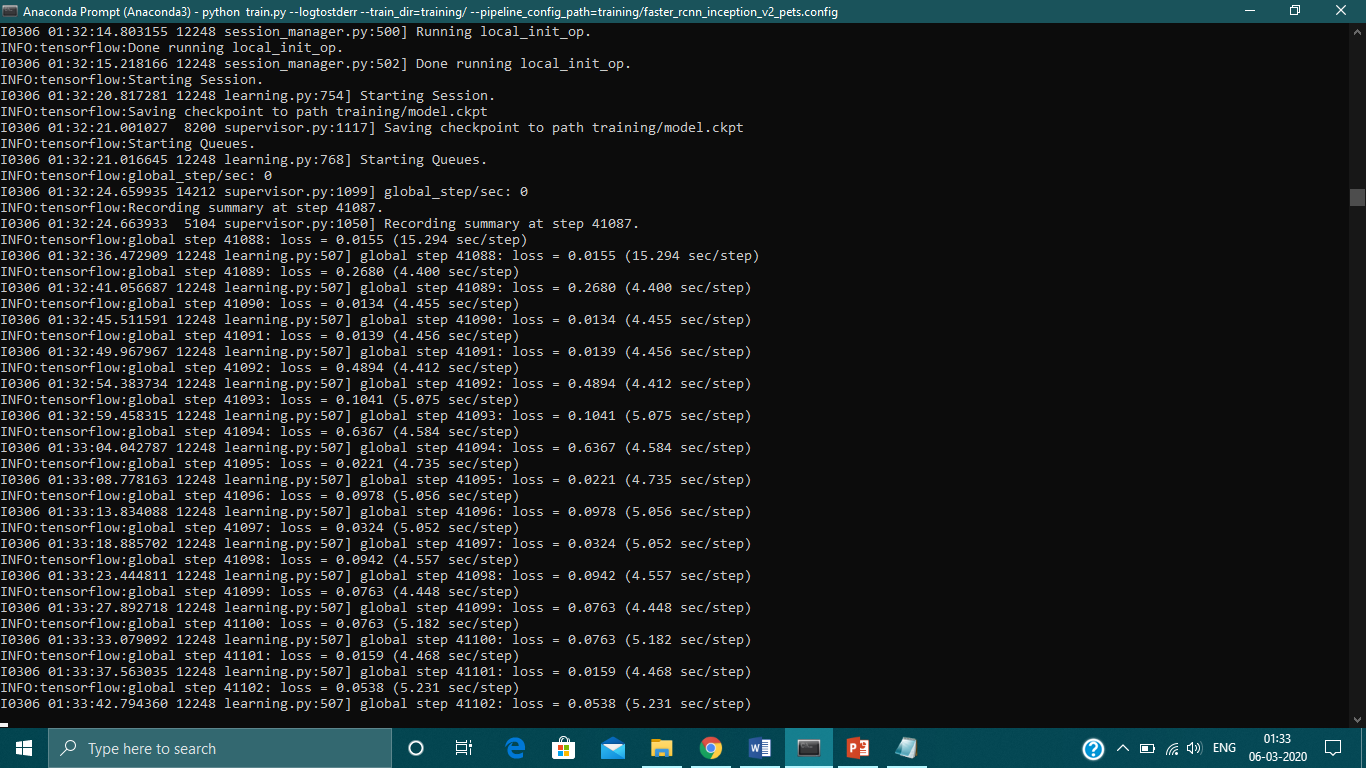 Anaconda Prompt (Anaconda3) - python  train.py --logtostderr --train_dir=training/ --pipeline_config_path=training/faster_rcnn_inception_v2_pets.config
I0306 01:32:14.803155 12248 session_manager.py:500] Running local_init_op.
INFO:tensorflow:Done running local_init_op.
I0306 01:32:15.218166 12248 session_manager.py:502] Done running local_init_op.
INFO:tensorflow:Starting Session.
I0306 01:32:20.817281 12248 learning.py:754] Starting Session.
INFO:tensorflow:Saving checkpoint to path training/model.ckpt
I0306 01:32:21.001027  8200 supervisor.py:1117] Saving checkpoint to path training/model.ckpt
INFO:tensorflow:Starting Queues.
I0306 01:32:21.016645 12248 learning.py:768] Starting Queues.
INFO:tensorflow:global_step/sec: 0
I0306 01:32:24.659935 14212 supervisor.py:1099] global_step/sec: 0
INFO:tensorflow:Recording summary at step 41087.
I0306 01:32:24.663933  5104 supervisor.py:1050] Recording summary at step 41087.
INFO:tensorflow:global step 41088: loss = 0.0155 (15.294 sec/step)
I0306 01:32:36.472909 12248 learning.py:507] global step 41088: loss = 0.0155 (15.294 sec/step)
INFO:tensorflow:global step 41089: loss = 0.2680 (4.400 sec/step)
I0306 01:32:41.056687 12248 learning.py:507] global step 41089: loss = 0.2680 (4.400 sec/step)
INFO:tensorflow:global step 41090: loss = 0.0134 (4.455 sec/step)
I0306 01:32:45.511591 12248 learning.py:507] global step 41090: loss = 0.0134 (4.455 sec/step)
INFO:tensorflow:global step 41091: loss = 0.0139 (4.456 sec/step)
I0306 01:32:49.967967 12248 learning.py:507] global step 41091: loss = 0.0139 (4.456 sec/step)
INFO:tensorflow:global step 41092: loss = 0.4894 (4.412 sec/step)
I0306 01:32:54.383734 12248 learning.py:507] global step 41092: loss = 0.4894 (4.412 sec/step)
INFO:tensorflow:global step 41093: loss = 0.1041 (5.075 sec/step)
I0306 01:32:59.458315 12248 learning.py:507] global step 41093: loss = 0.1041 (5.075 sec/step)
INFO:tensorflow:global step 41094: loss = 0.6367 (4.584 sec/step)
I0306 01:33:04.042787 12248 learning.py:507] global step 41094: loss = 0.6367 (4.584 sec/step)
INFO:tensorflow:global step 41095: loss = 0.0221 (4.735 sec/step)
I0306 01:33:08.778163 12248 learning.py:507] global step 41095: loss = 0.0221 (4.735 sec/step)
INFO:tensorflow:global step 41096: loss = 0.0978 (5.056 sec/step)
I0306 01:33:13.834088 12248 learning.py:507] global step 41096: loss = 0.0978 (5.056 sec/step)
INFO:tensorflow:global step 41097: loss = 0.0324 (5.052 sec/step)
I0306 01:33:18.885702 12248 learning.py:507] global step 41097: loss = 0.0324 (5.052 sec/step)
INFO:tensorflow:global step 41098: loss = 0.0942 (4.557 sec/step)
I0306 01:33:23.444811 12248 learning.py:507] global step 41098: loss = 0.0942 (4.557 sec/step)
INFO:tensorflow:global step 41099: loss = 0.0763 (4.448 sec/step)
I0306 01:33:27.892718 12248 learning.py:507] global step 41099: loss = 0.0763 (4.448 sec/step)
INFO:tensorflow:global step 41100: loss = 0.0763 (5.182 sec/step)
I0306 01:33:33.079092 12248 learning.py:507] global step 41100: loss = 0.0763 (5.182 sec/step)
INFO:tensorflow:global step 41101: loss = 0.0159 (4.468 sec/step)
I0306 01:33:37.563035 12248 learning.py:507] global step 41101: loss = 0.0159 (4.468 sec/step)
INFO:tensorflow:global step 41102: loss = 0.0538 (5.231 sec/step)
I0306 01:33:42.794360 12248 learning.py:507] global step 41102: loss = 0.0538 (5.231 sec/step)
Type here to search
ENG
01:33
06-03-2020